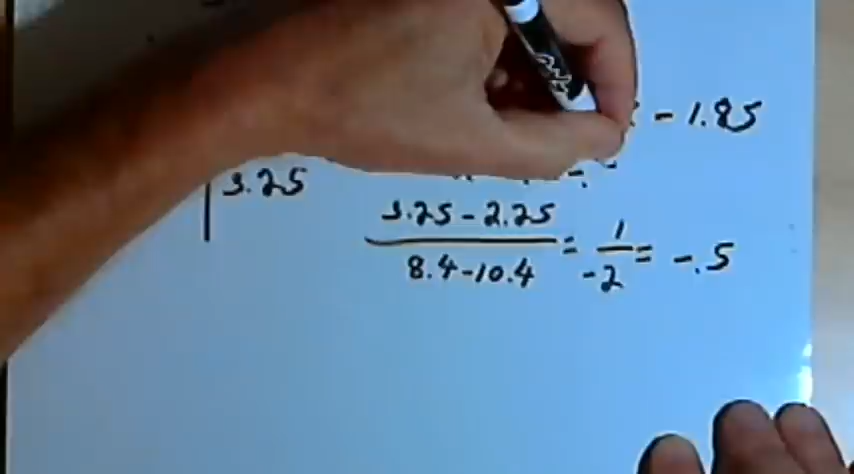 - 1.85
3.25
3.25 - 2.25
= 1 = -.5
8.4-10.4 -2